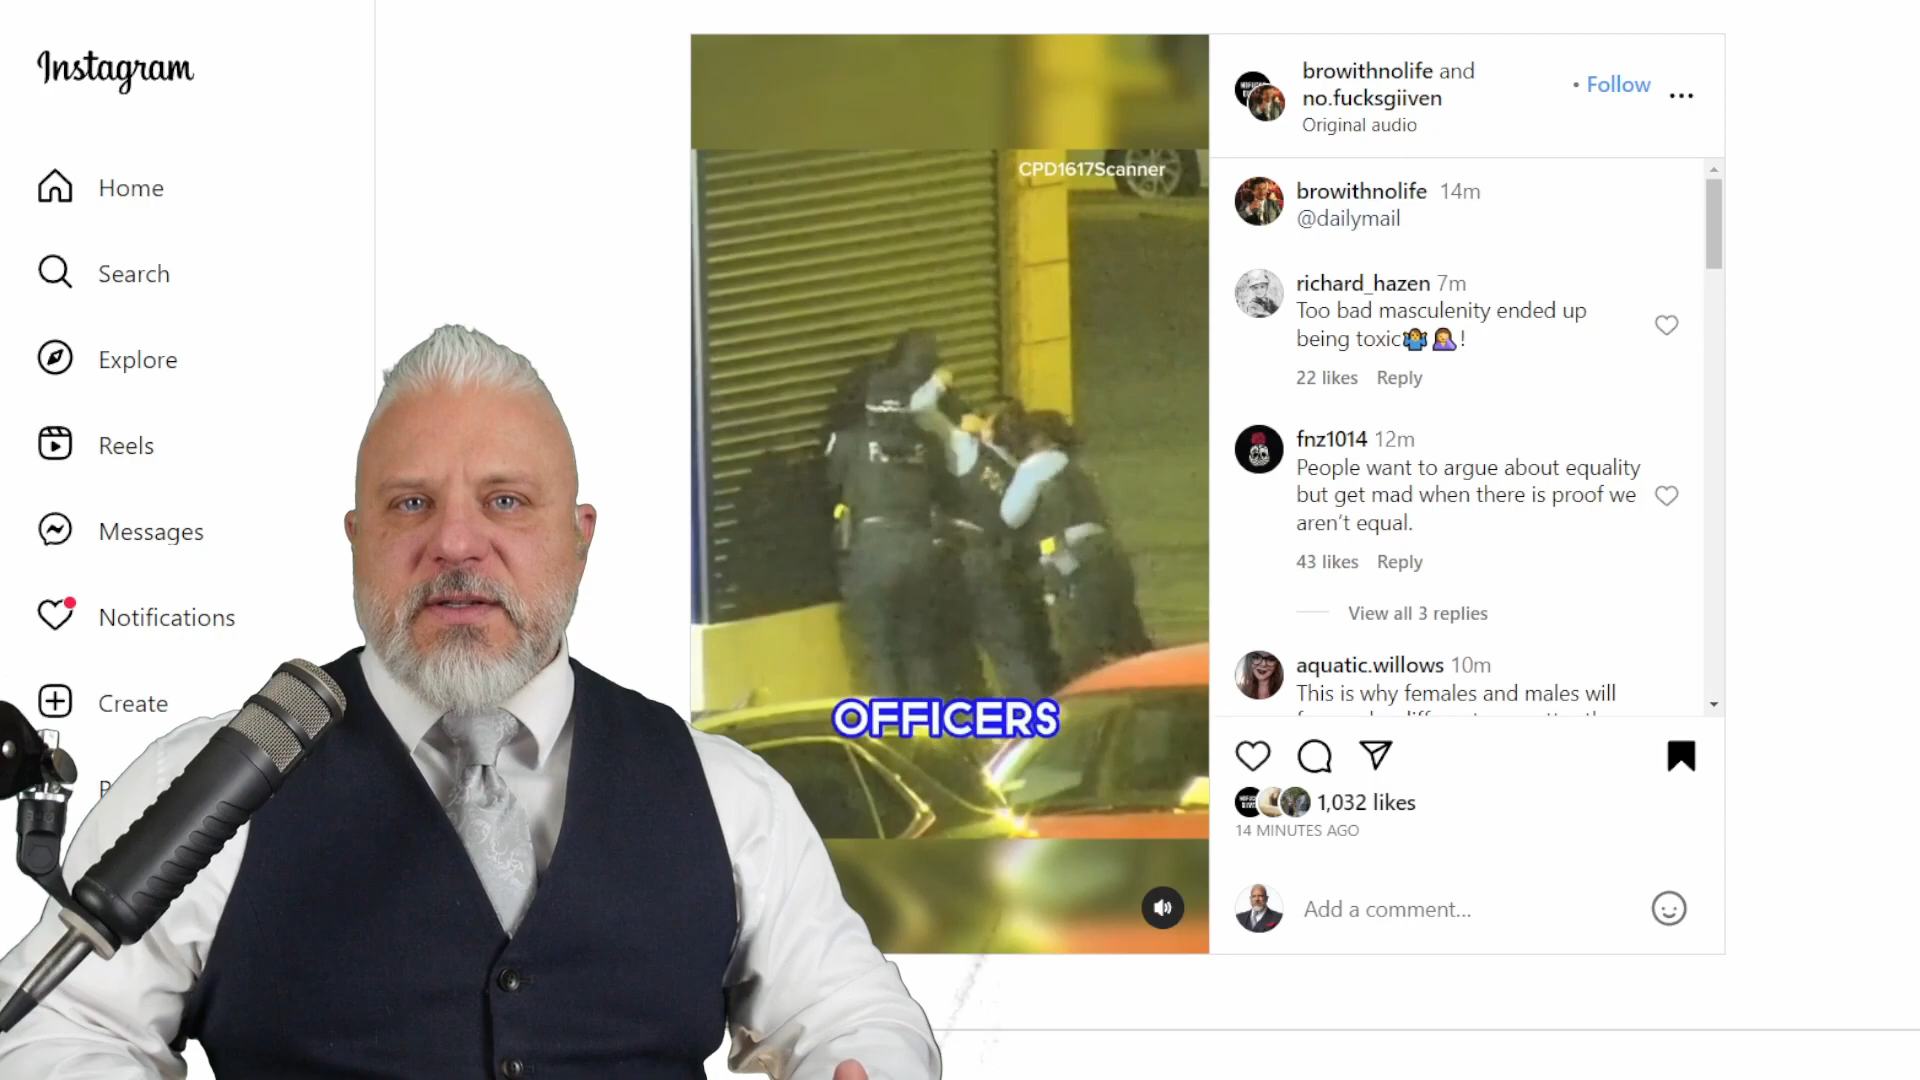 Instagram
Home
Search
Explore
Reels
Messages
Notifications
Create
CPD1617Scanner
OFFICERS
browithnolife and
no.fucksgiiven
• Follow
Original audio
browithnolife 14m
@dailymail
richard_hazen 7m
Too bad masculenity ended up
being toxic🤷‍♂️🤦‍♀️!
22 likes Reply
fnz1014 12m
People want to argue about equality
but get mad when there is proof we
aren't equal.
43 likes Reply
View all 3 replies
aquatic.willows 10m
This is why females and males will
1,032 likes
14 MINUTES AGO
Add a comment...